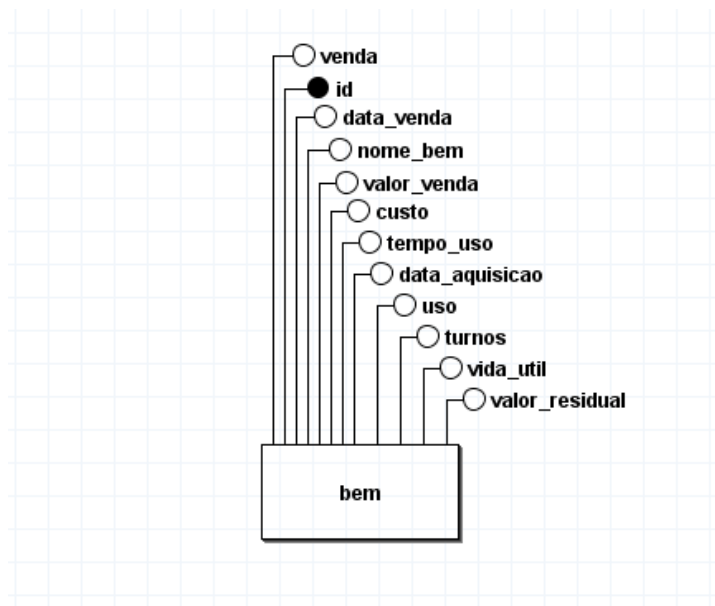 venda
id
data_venda
nome_bem
valor_venda
custo
tempo_uso
data_aquisicao
uso
turnos
vida_util
valor_residual
bem